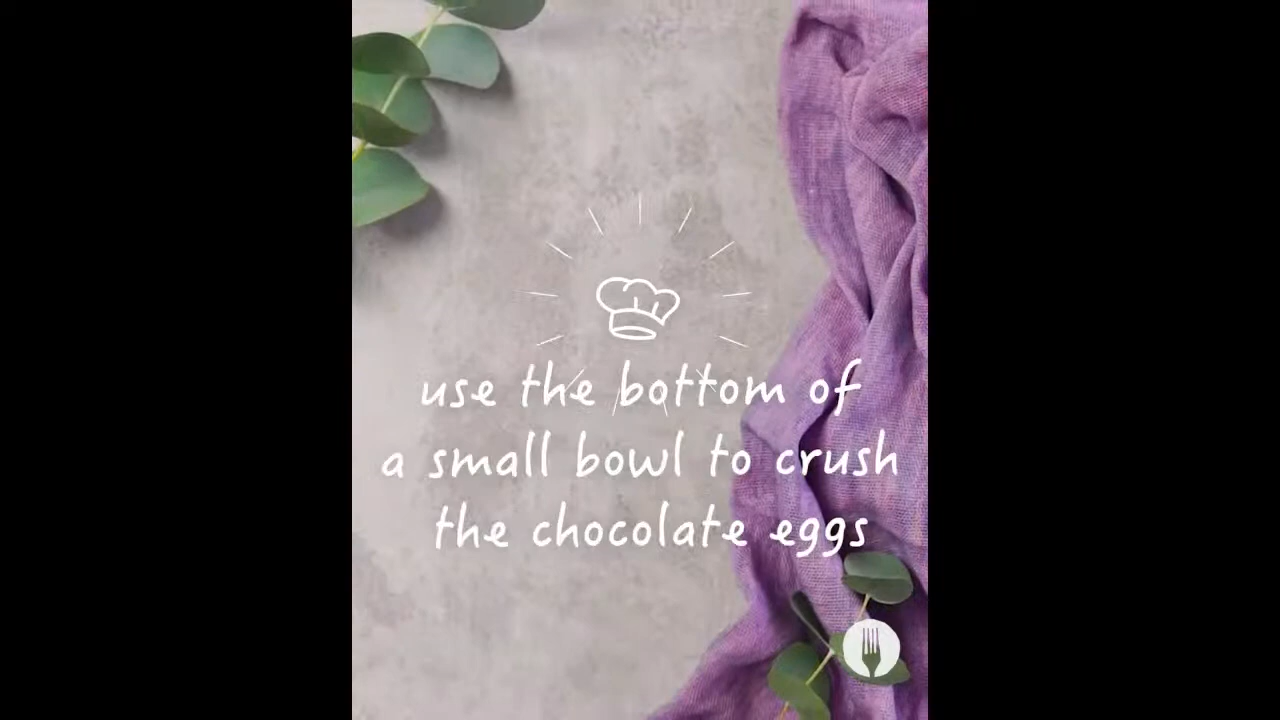 use the bottom of
a small bowl to crush
the chocolate eggs